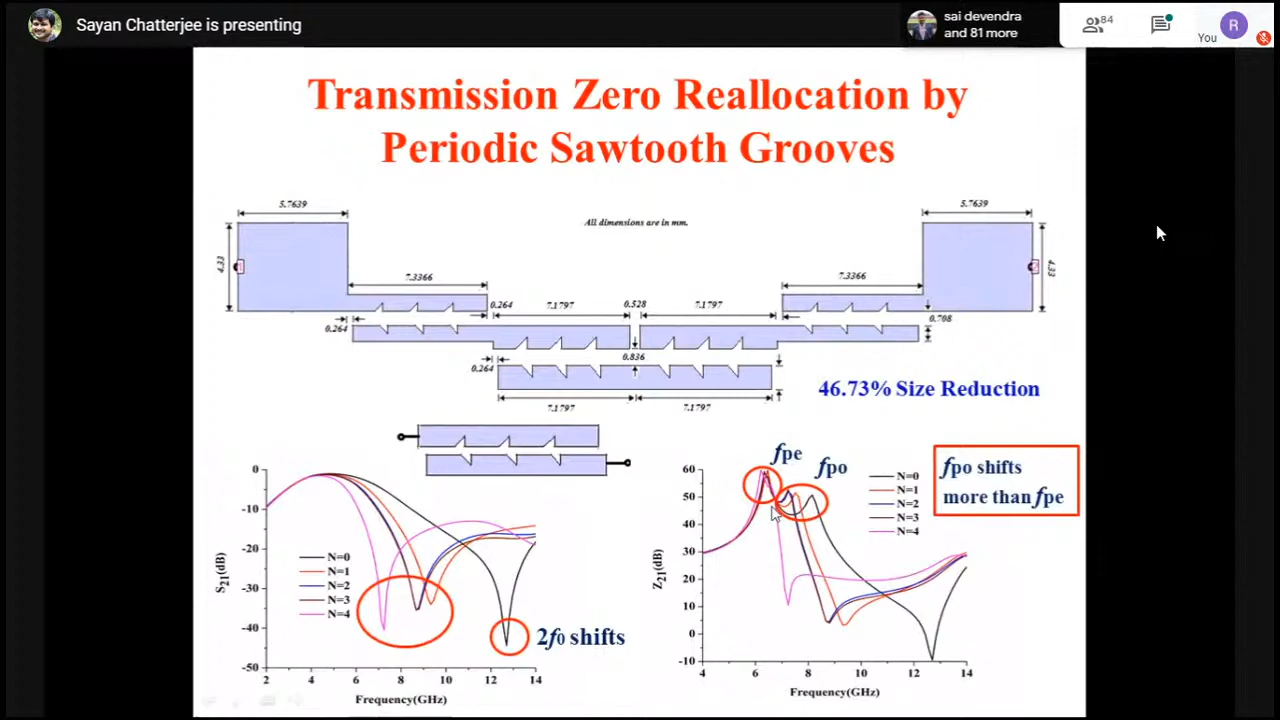 Sayan Chatterjee is presenting
sai devendra
and 81 more
84
You
R
Transmission Zero Reallocation by
Periodic Sawtooth Grooves
5.7639
All dimensions are in mm.
5.7639
4.33
4.33
7.3366
7.3366
0.264
7.1797
0.528
7.1797
0.264
0.708
0.836
0.264
46.73% Size Reduction
7.1797
7.1797
fpe
fpo
fpo shifts
more than fpe
0
-10
-20
-30
-40
-50
S21(dB)
N=0
N=1
N=2
N=3
N=4
2f0 shifts
2
4
6
8
10
12
14
Frequency(GHz)
60
50
40
30
20
10
0
-10
Z21(dB)
N=0
N=1
N=2
N=3
N=4
4
6
8
10
12
14
Frequency(GHz)